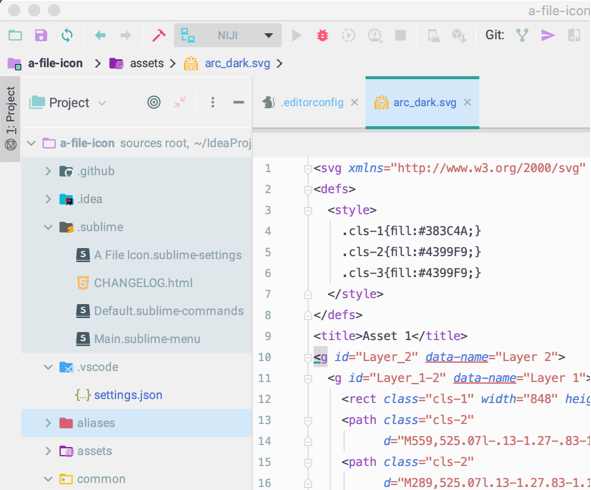 a-file-icon
NIJI Git:
a-file-icon assets arc_dark.svg
1: Project
Project
.editorconfig arc_dark.svg
a-file-icon sources root, ~/IdeaProj
.github
.idea
.sublime
A File Icon.sublime-settings
CHANGELOG.html
Default.sublime-commands
Main.sublime-menu
.vscode
settings.json
aliases
assets
common
1 <svg xmlns="http://www.w3.org/2000/svg"
2 <defs>
3 <style>
4 .cls-1{fill:#383C4A;}
5 .cls-2{fill:#4399F9;}
6 .cls-3{fill:#4399F9;}
7 </style>
8 </defs>
9 <title>Asset 1</title>
10 <g id="Layer_2" data-name="Layer 2">
11 <g id="Layer_1-2" data-name="Layer 1">
12 <rect class="cls-1" width="848" heig
13 <path class="cls-2"
14 d="M559,525.07l-.13-1.27-.83-1
15 <path class="cls-2"
16 d="M289,525.07l-.13-1.27.83-1.1